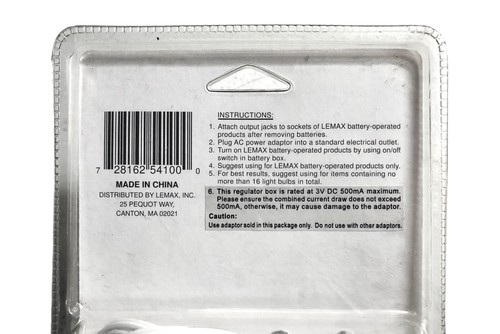 INSTRUCTIONS:
1. Attach output jacks to sockets of LEMAX battery-operated
products after removing batteries.
2. Plug AC power adaptor into a standard electrical outlet.
3. Turn on LEMAX battery-operated products by using on/off
switch in battery box.
4. Suggest using for LEMAX battery-operated products only.
5. For best results, suggest using for items containing no
more than 16 light bulbs in total.
6. This regulator box is rated at 3V DC 500mA maximum.
Please ensure the combined current draw does not exceed
500mA, otherwise, it may cause damage to the adaptor.
Caution:
Use adaptor sold in this package only. Do not use with other adaptors.
7 28162 54100 0
MADE IN CHINA
DISTRIBUTED BY LEMAX, INC.
25 PEQUOT WAY,
CANTON, MA 02021